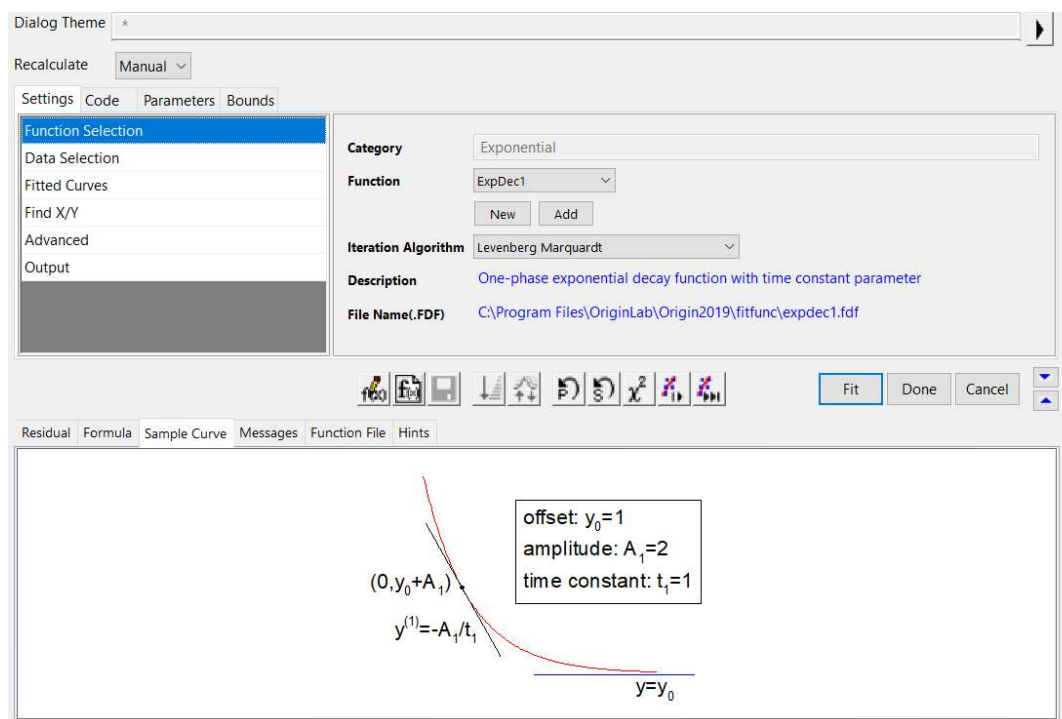 Dialog Theme *
Recalculate Manual
Settings Code Parameters Bounds
Function Selection
Data Selection
Fitted Curves
Find X/Y
Advanced
Output
Category Exponential
Function ExpDec1
New Add
Iteration Algorithm Levenberg Marquardt
Description One-phase exponential decay function with time constant parameter
File Name(.FDF) C:\Program Files\OriginLab\Origin2019\fitfunc\expdec1.fdf
Fit Done Cancel
Residual Formula Sample Curve Messages Function File Hints
offset: y₀=1
amplitude: A₁=2
time constant: t₁=1
(0,y₀+A₁)
y⁽¹⁾=-A₁/t₁
y=y₀